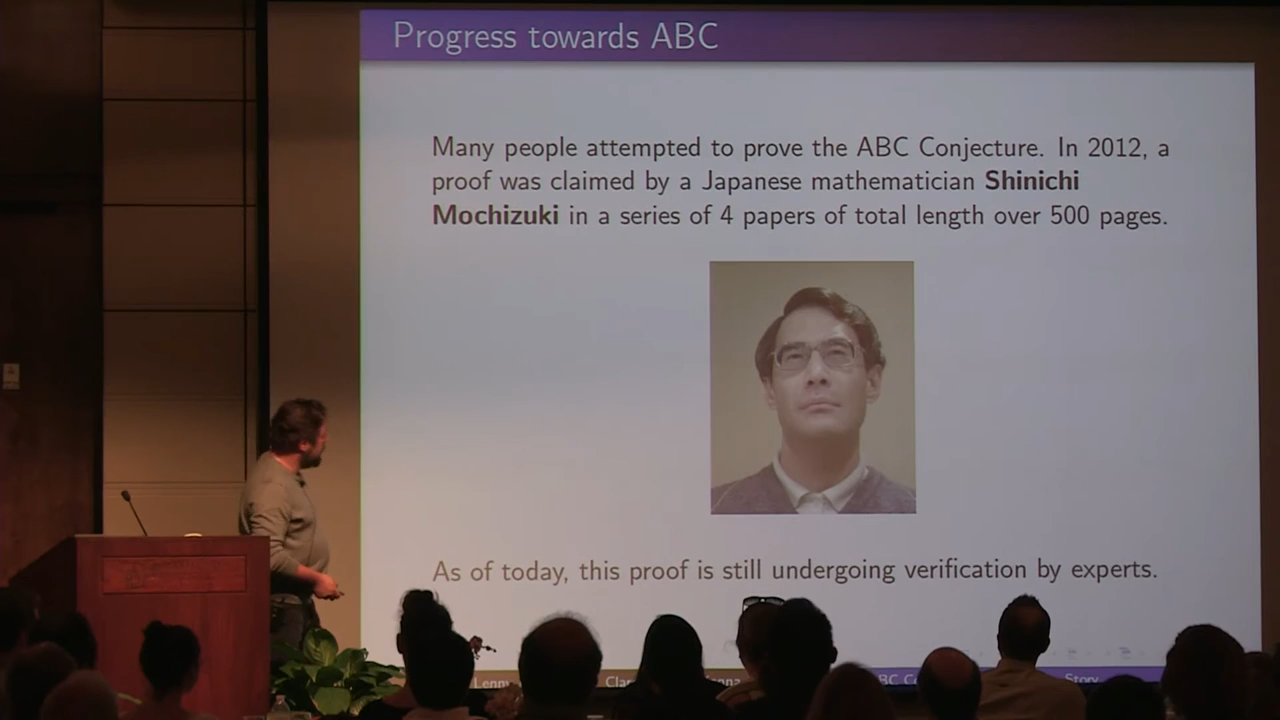 Progress towards ABC
Many people attempted to prove the ABC Conjecture. In 2012, a
proof was claimed by a Japanese mathematician Shinichi
Mochizuki in a series of 4 papers of total length over 500 pages.
As of today, this proof is still undergoing verification by experts.
Story